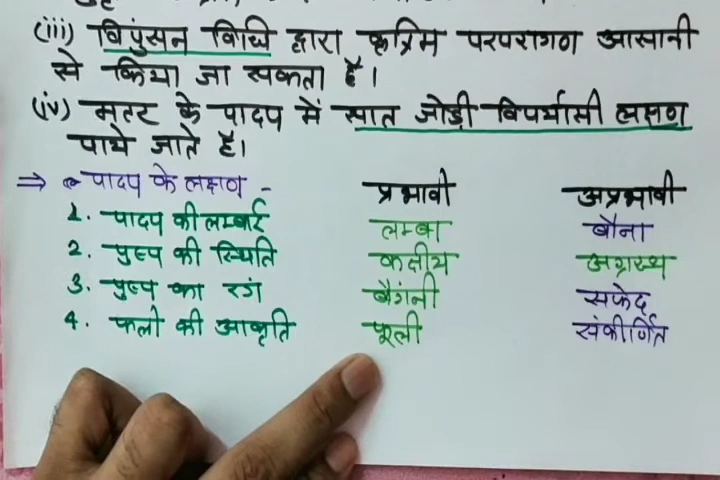 (iii) विपुंसन विधि द्वारा कृत्रिम परपरागण आसानी
से किया जा सकता है।
(iv) मटर के पादप में सात जोड़ी विपर्यासी लक्षण
पाये जाते हैं।
⇒ पादप के लक्षण - प्रभावी अप्रभावी
1. पादप की लम्बाई लम्बा बौना
2. पुष्प की स्थिति कक्षीय अग्रस्थ
3. पुष्प का रगं बैगंनी सफेद
4. फलो की आकृति फूली संकीर्णित